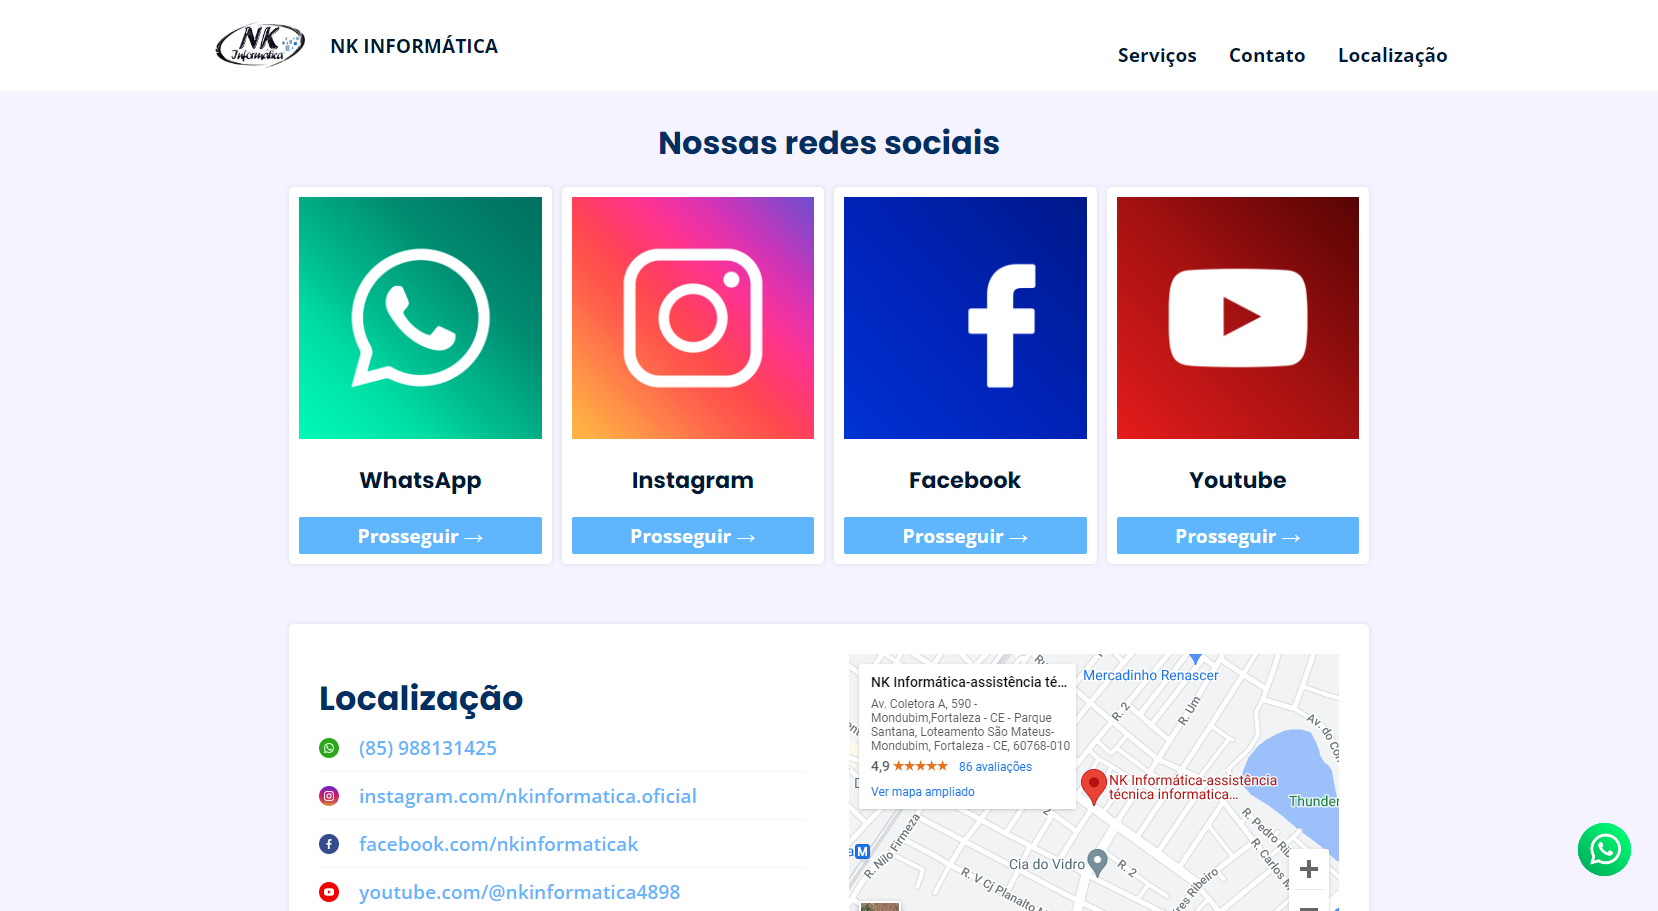 NK
Informática
NK INFORMÁTICA
Serviços
Contato
Localização
Nossas redes sociais
WhatsApp
Prosseguir →
Instagram
Prosseguir →
Facebook
Prosseguir →
Youtube
Prosseguir →
Localização
(85) 988131425
instagram.com/nkinformatica.oficial
facebook.com/nkinformaticak
youtube.com/@nkinformatica4898
NK Informática-assistência té...
Av. Coletora A, 590 -
Mondubim,Fortaleza - CE - Parque
Santana, Loteamento São Mateus-
Mondubim, Fortaleza - CE, 60768-010
4,9 ★★★★★ 86 avaliações
Ver mapa ampliado
Mercadinho Renascer
R. 2
R. Um
Av. do Con
NK Informática-assistência
técnica informatica...
Thunder
R. Pedro Rib
R. Carlos
R. Nilo Firmeza
M
Cia do Vidro
R. 2
R. V Cj Planalto
res Ribeiro